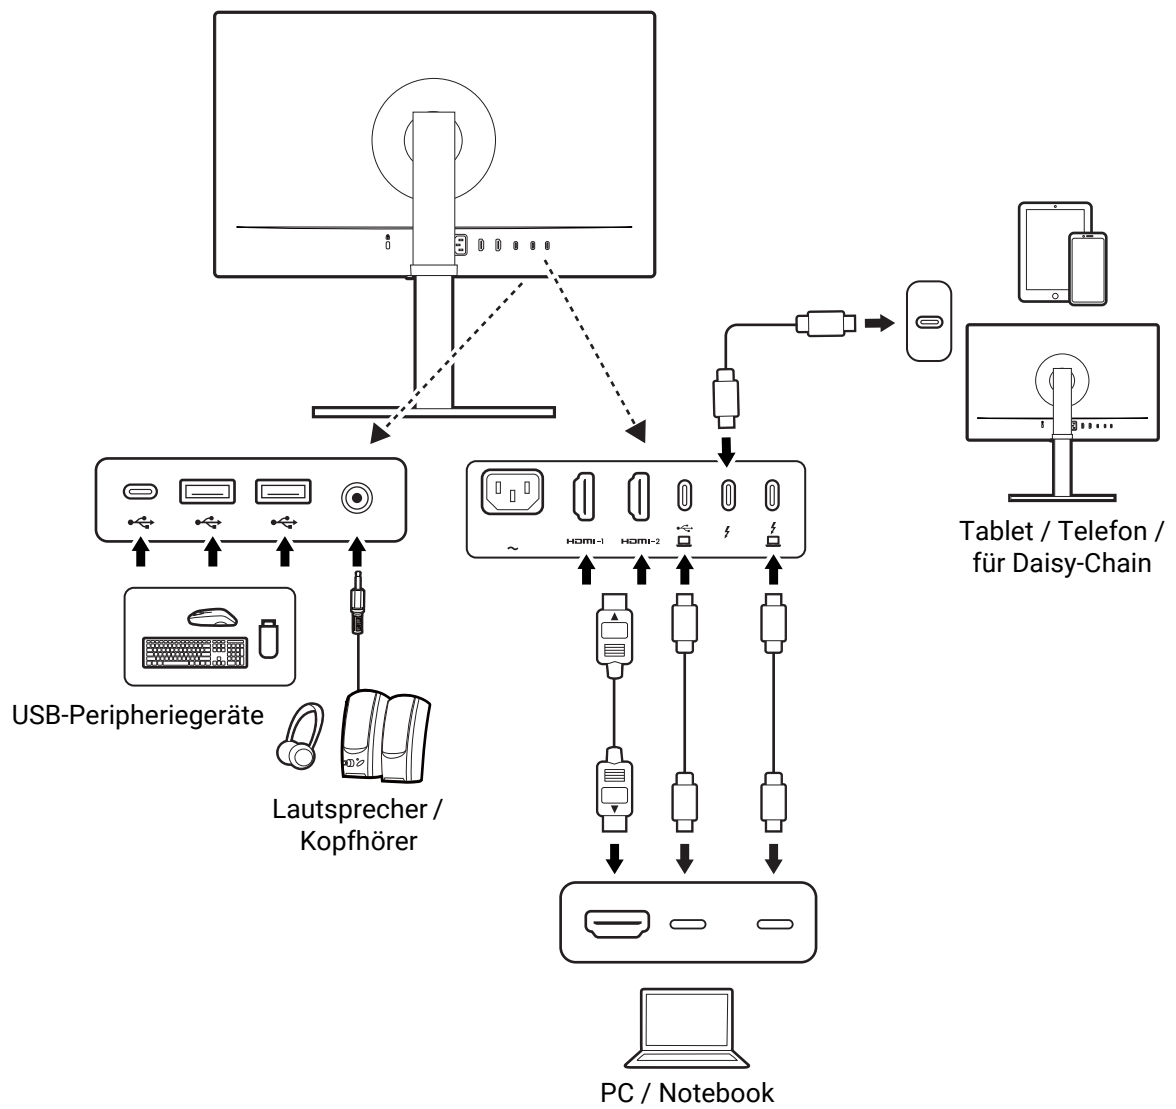 HDMI-1
HDMI-2
Tablet / Telefon /
für Daisy-Chain
USB-Peripheriegeräte
Lautsprecher /
Kopfhörer
PC / Notebook